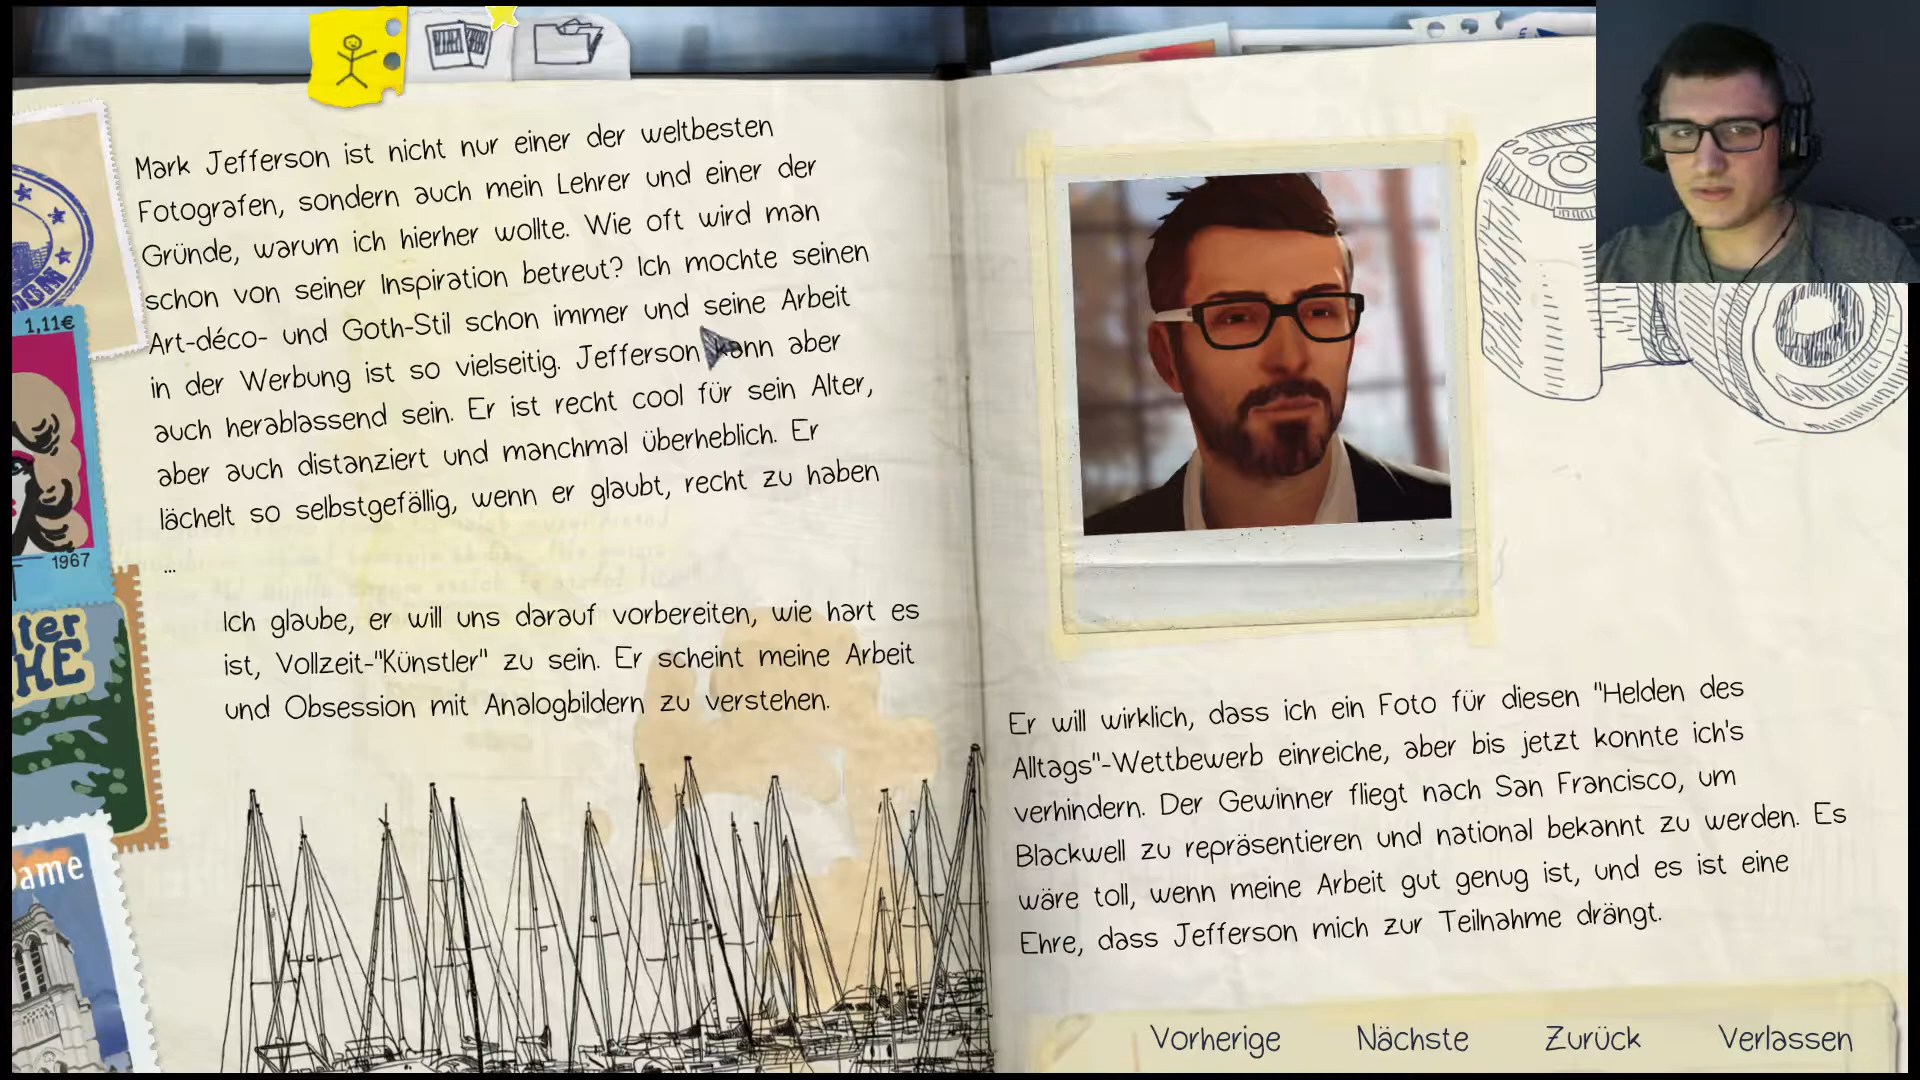 Mark Jefferson ist nicht nur einer der weltbesten
Fotografen, sondern auch mein Lehrer und einer der
Gründe, warum ich hierher wollte. Wie oft wird man
schon von seiner Inspiration betreut? Ich mochte seinen
Art-déco- und Goth-Stil schon immer und seine Arbeit
in der Werbung ist so vielseitig. Jefferson kann aber
auch herablassend sein. Er ist recht cool für sein Alter,
aber auch distanziert und manchmal überheblich. Er
lächelt so selbstgefällig, wenn er glaubt, recht zu haben
...
Ich glaube, er will uns darauf vorbereiten, wie hart es
ist, Vollzeit-"Künstler" zu sein. Er scheint meine Arbeit
und Obsession mit Analogbildern zu verstehen.
1,11€
1967
ter
HE
ame
Er will wirklich, dass ich ein Foto für diesen "Helden des
Alltags"-Wettbewerb einreiche, aber bis jetzt konnte ich's
verhindern. Der Gewinner fliegt nach San Francisco, um
Blackwell zu repräsentieren und national bekannt zu werden. Es
wäre toll, wenn meine Arbeit gut genug ist, und es ist eine
Ehre, dass Jefferson mich zur Teilnahme drängt.
Vorherige Nächste Zurück Verlassen